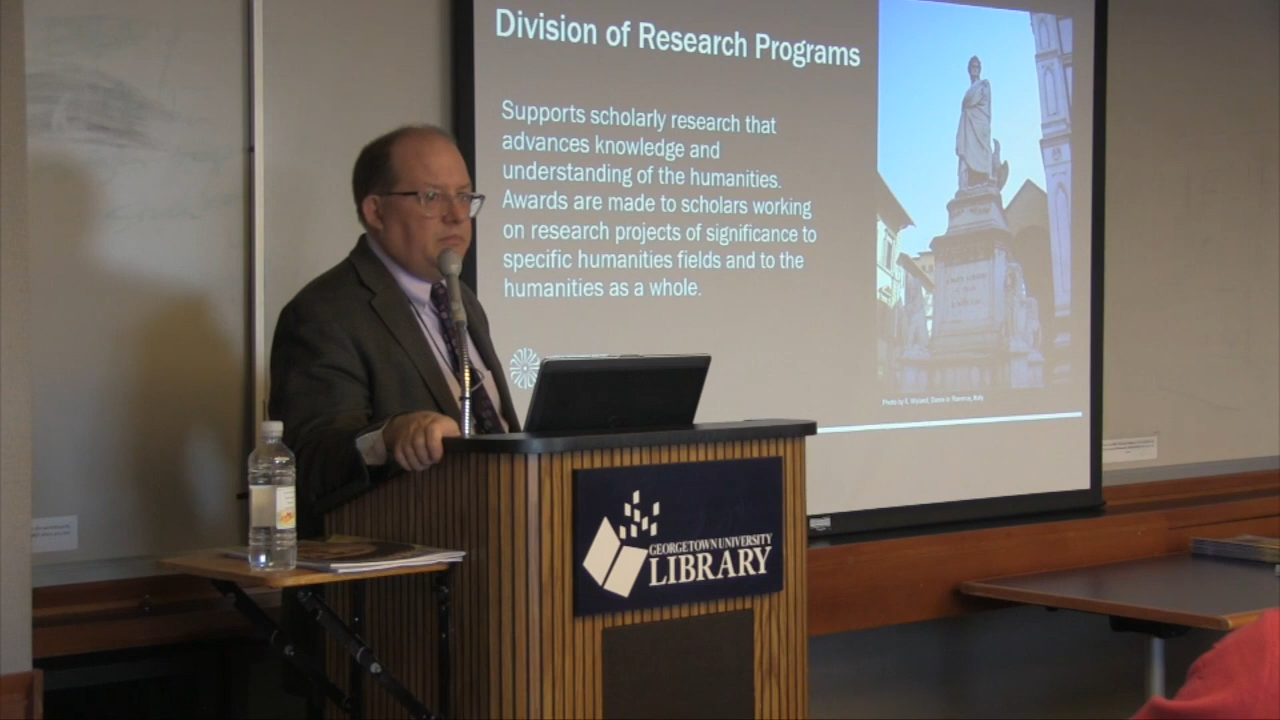 Division of Research Programs
Supports scholarly research that
advances knowledge and
understanding of the humanities.
Awards are made to scholars working
on research projects of significance to
specific humanities fields and to the
humanities as a whole.
GEORGETOWN UNIVERSITY
LIBRARY